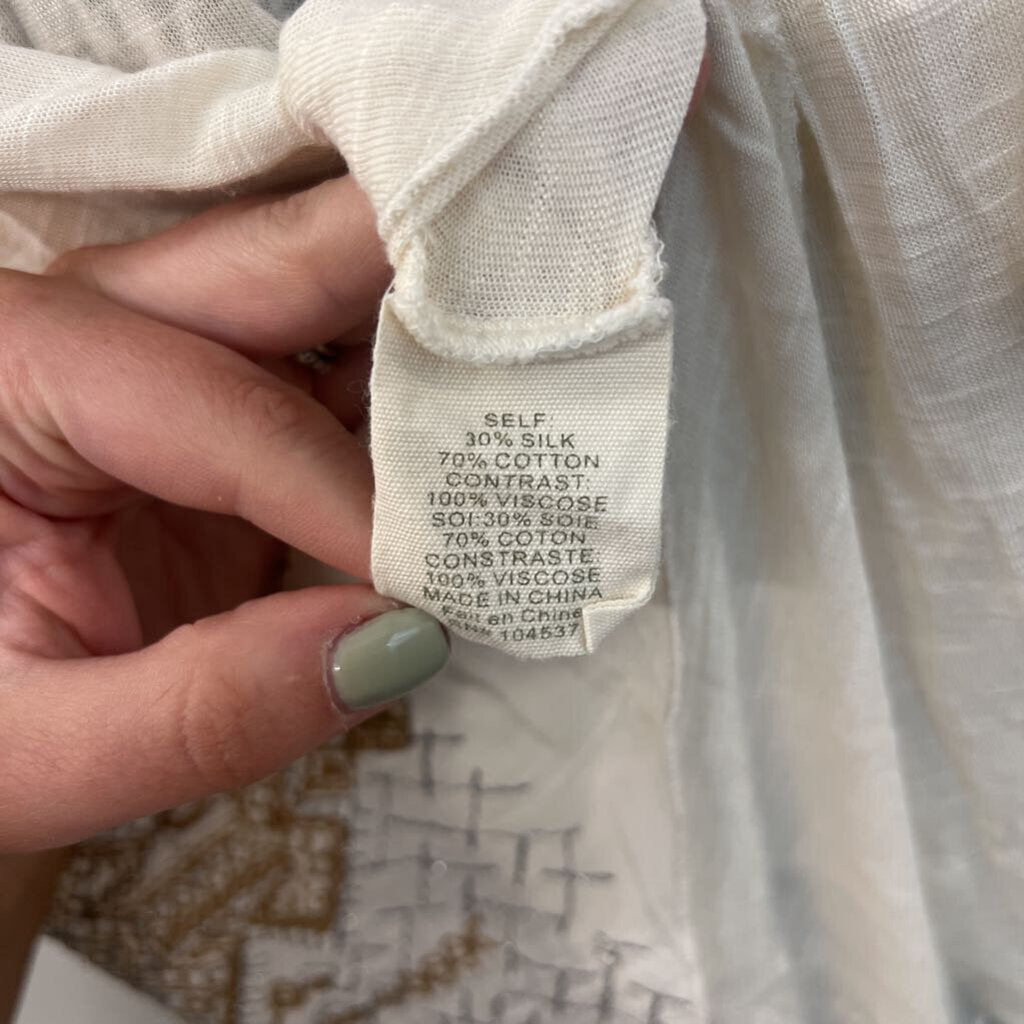 SELF:
30% SILK
70% COTTON
CONTRAST:
100% VISCOSE
SOI:30% SOIE
70% COTON
CONSTRASTE
100% VISCOSE
MADE IN CHINA
Fait en Chine
104537